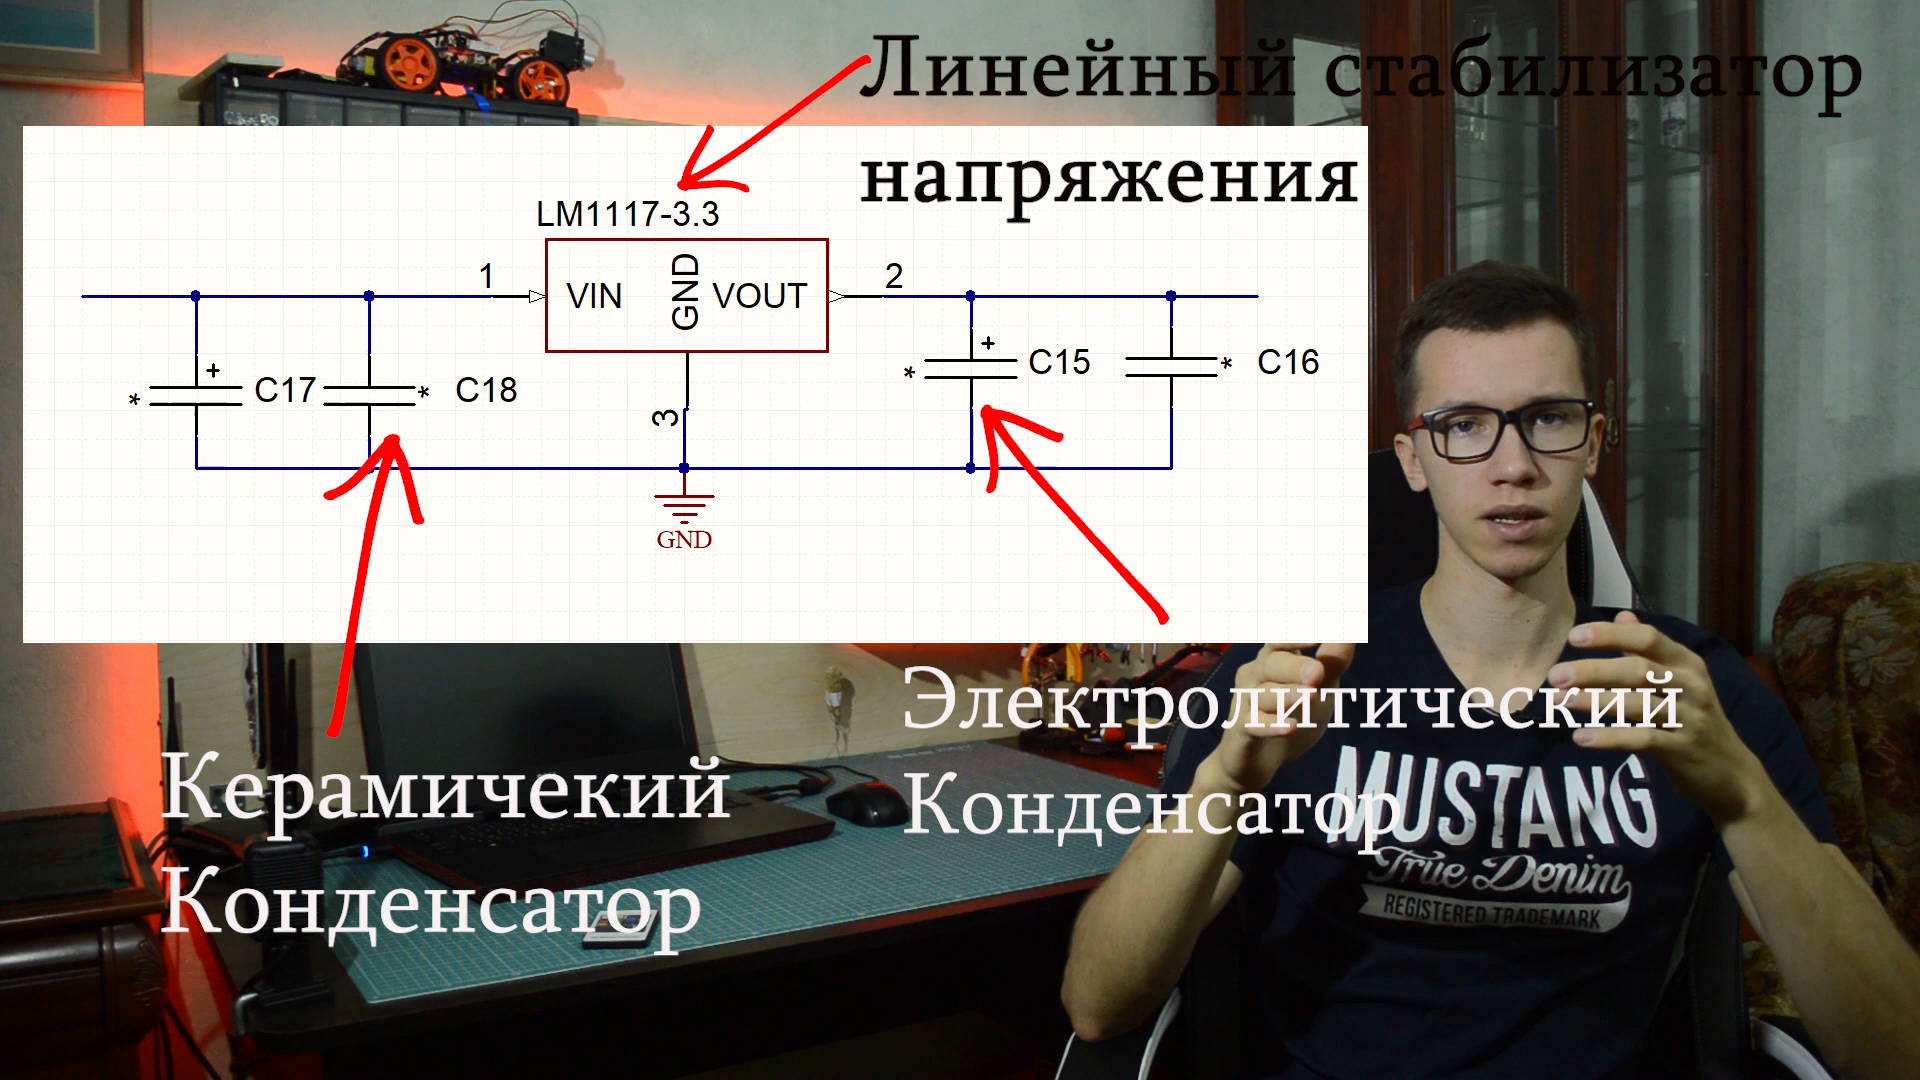 Линейный стабилизатор
напряжения
LM1117-3.3
1
VIN
GND
VOUT
2
+
* C17
* C18
3
GND
+
* C15
* C16
Керамичекий
Конденсатор
Электролитический
Конденсатор
MUSTANG
True Denim
REGISTERED TRADEMARK